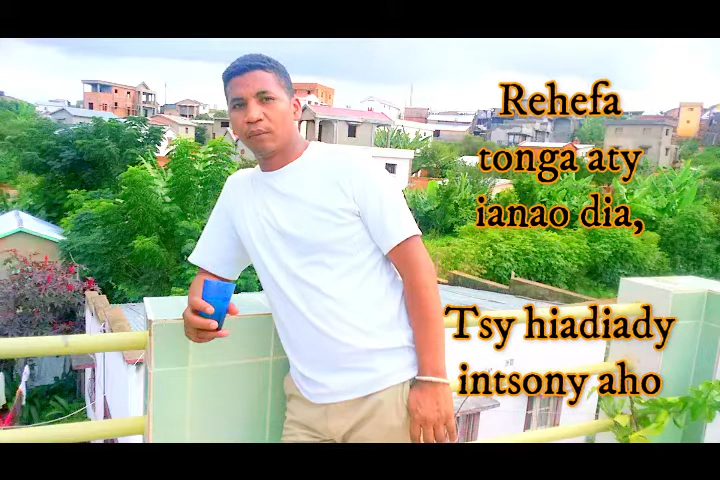 Rehefa
tonga aty
ianao dia,
Tsy hiadiady
intsony aho